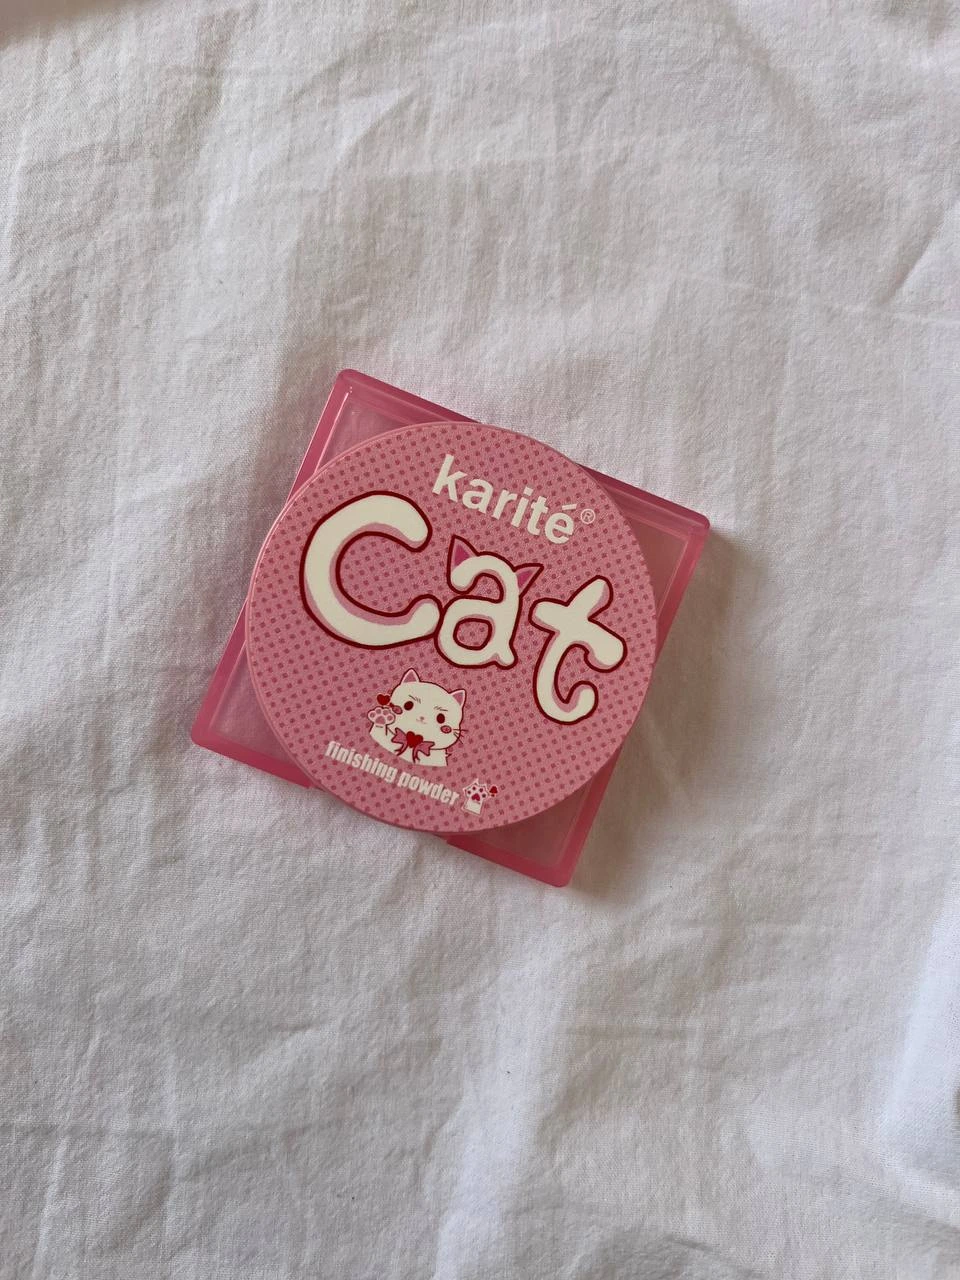 karité®
Cat
finishing powder